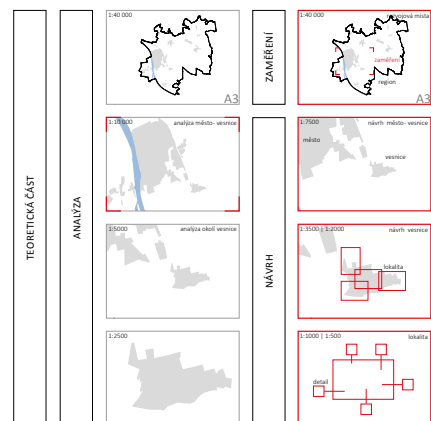 TEORETICKÁ ČÁST
ANALÝZA
1:40 000
A3
1:10 000
analýza město- vesnice
1:5000
analýza okolí vesnice
1:2500
ZAMĚŘENÍ
NÁVRH
1:40 000
rozvojová místa
zaměření
region
A3
1:7500
návrh město- vesnice
město
vesnice
1:3500 | 1:2000
návrh vesnice
lokalita
1:1000 | 1:500
lokalita
detail